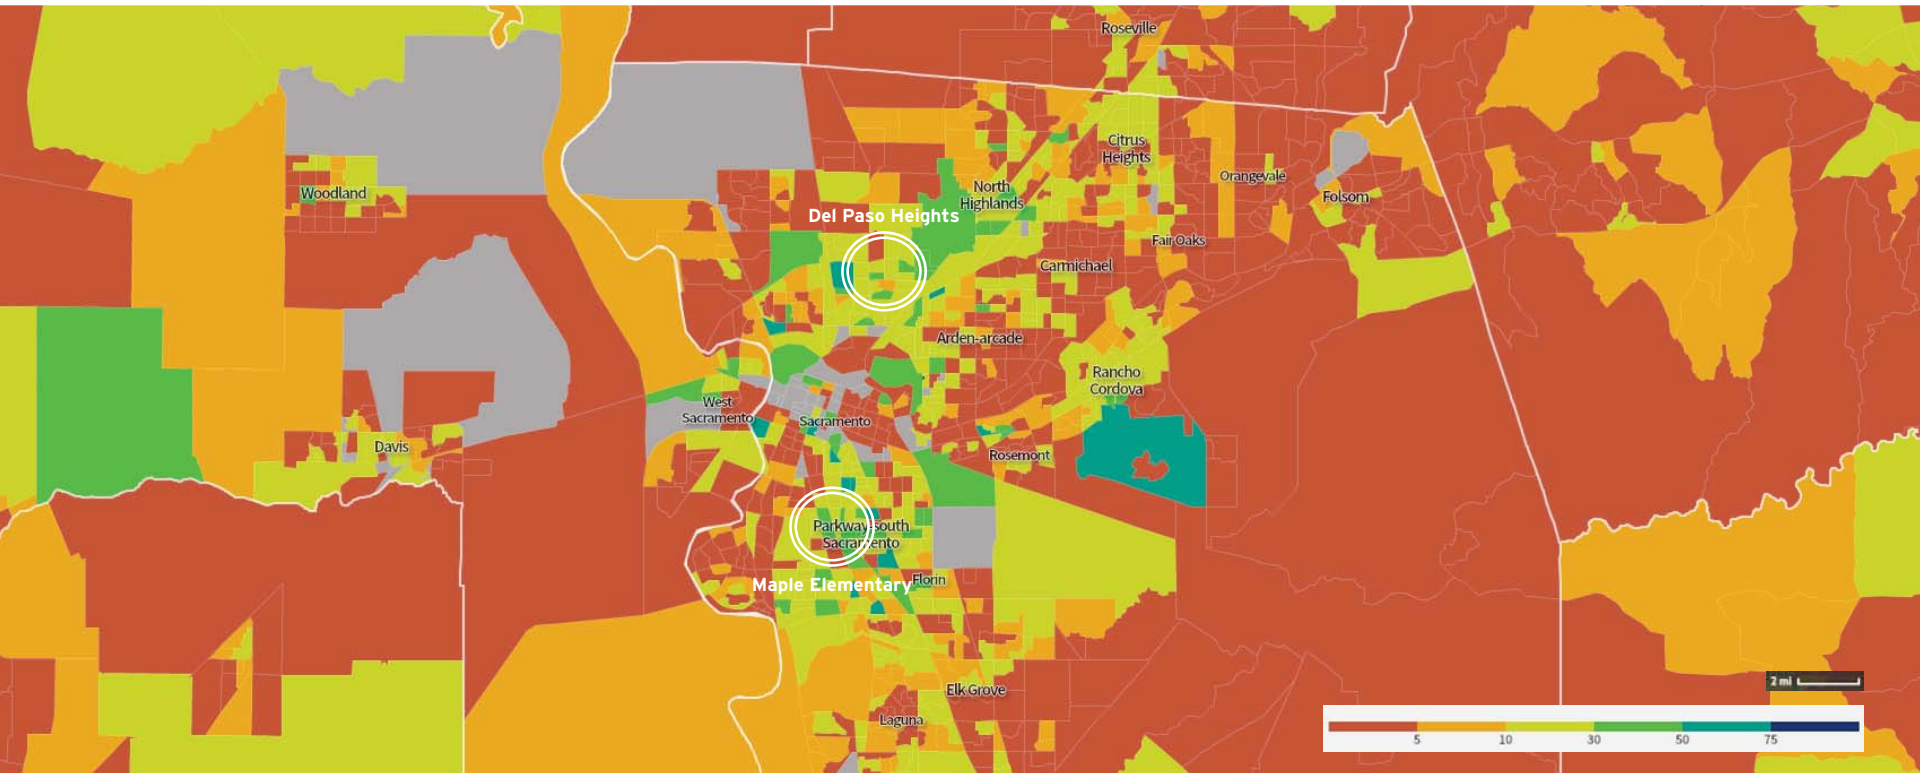 Roseville
Citrus
Heights
Orangevale
Woodland
North
Highlands
Folsom
Del Paso Heights
Fair Oaks
Carmichael
Arden-arcade
Rancho
Cordova
West
Sacramento
Sacramento
Davis
Rosemont
Parkway-south
Sacramento
Florin
Maple Elementary
2 mi
Elk Grove
Laguna
5 10 30 50 75